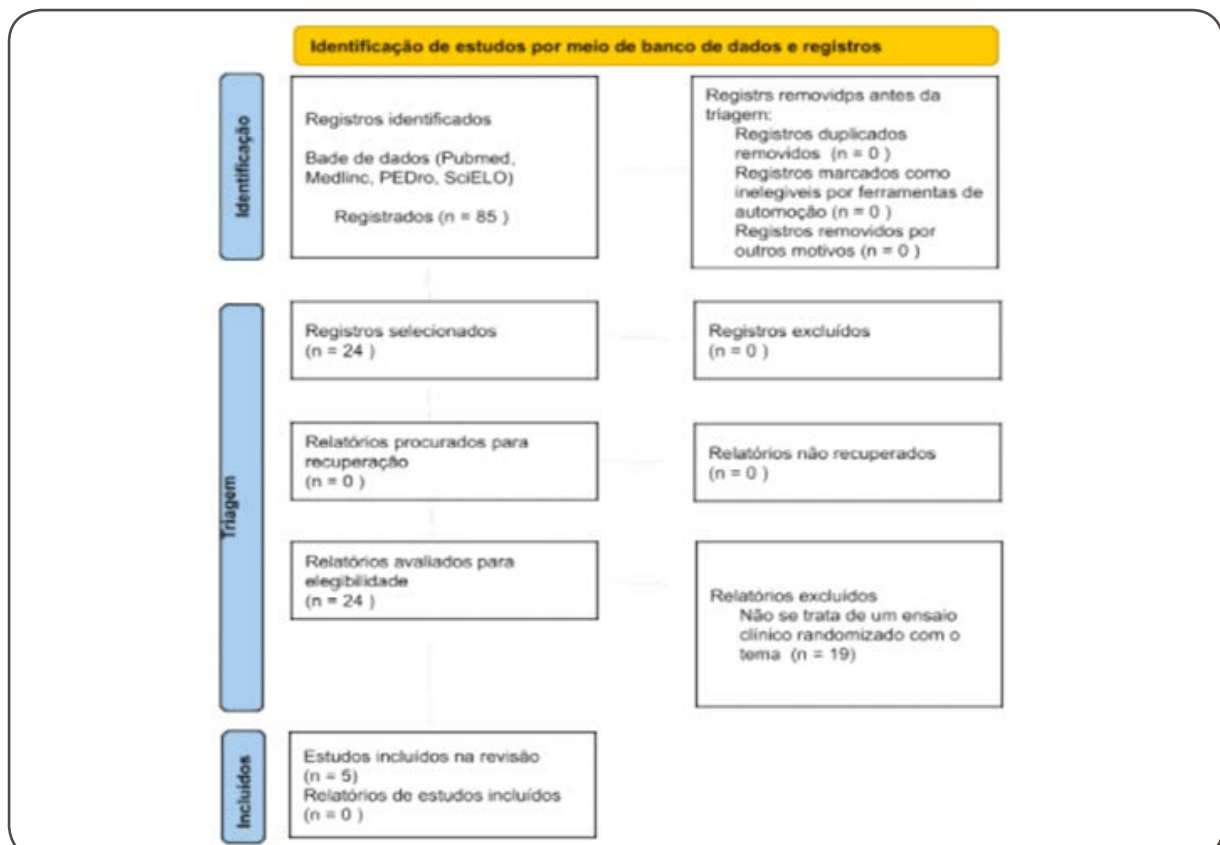 Identificação de estudos por meio de banco de dados e registros
Identificação
Registros identificados
Bade de dados (Pubmed,
Medlinc, PEDro, SciELO)
Registrados (n = 85 )
Registrs removidps antes da
triagem:
Registros duplicados
removidos (n = 0 )
Registros marcados como
inelegiveis por ferramentas de
automoção (n = 0 )
Registros removidos por
outros motivos (n = 0 )
Triagem
Registros selecionados
(n = 24 )
Registros excluídos
(n = 0 )
Relatórios procurados para
recuperação
(n = 0 )
Relatórios não recuperados
(n = 0 )
Relatórios avaliados para
elegibilidade
(n = 24 )
Relatórios excluídos
Não se trata de um ensaio
clínico randomizado com o
tema (n = 19)
Incluídos
Estudos incluídos na revisão
(n = 5)
Relatórios de estudos incluídos
(n = 0 )